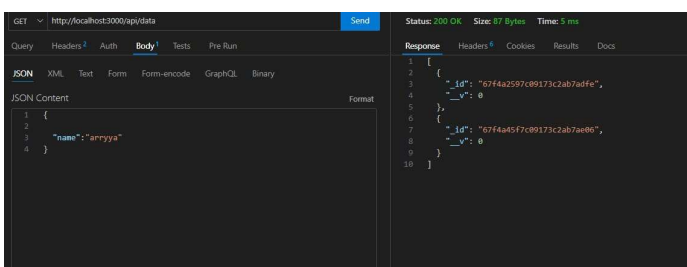 GET http://localhost:3000/api/data Send
Query Headers 2 Auth Body 1 Tests Pre Run
JSON XML Text Form Form-encode GraphQL Binary
JSON Content Format
1 {
2
3 "name":"arryya"
4 }
Status: 200 OK Size: 87 Bytes Time: 5 ms
Response Headers 6 Cookies Results Docs
1 [
2 {
3 "_id": "67f4a2597c09173c2ab7adfe",
4 "__v": 0
5 },
6 {
7 "_id": "67f4a45f7c09173c2ab7ae06",
8 "__v": 0
9 }
10 ]